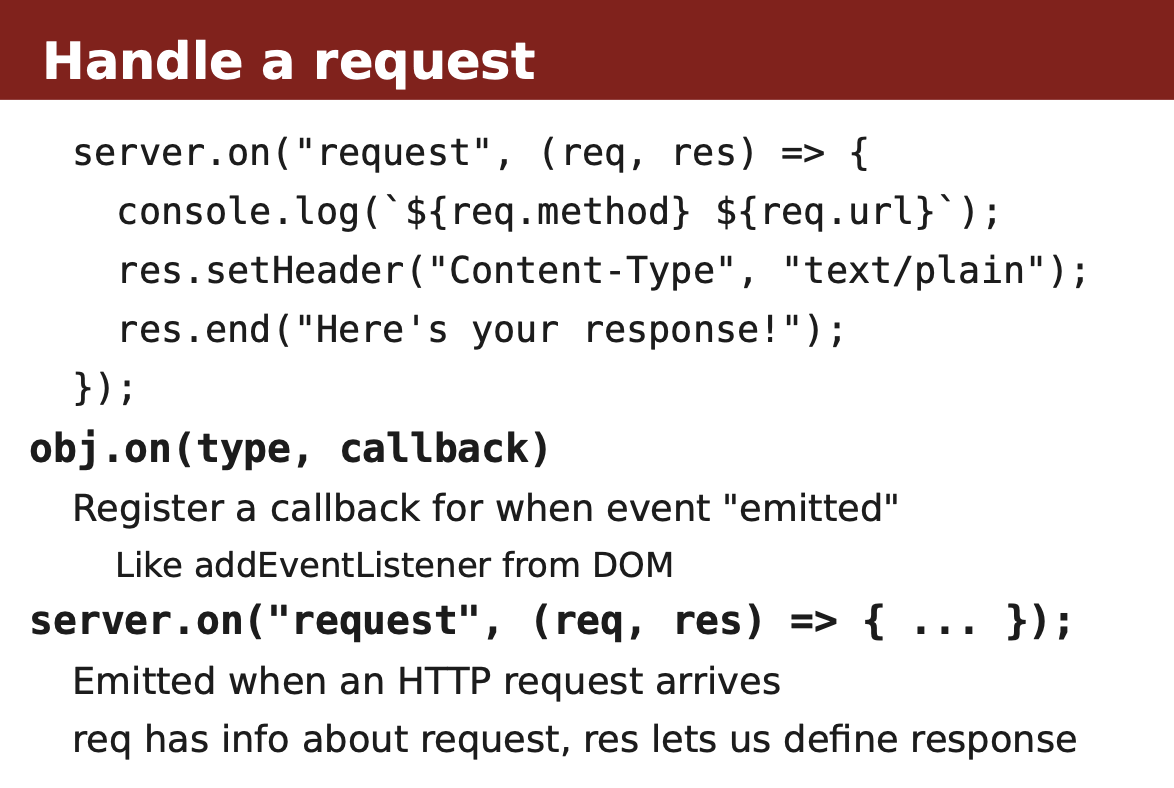 Handle a request
server.on("request", (req, res) => {
  console.log(`${req.method} ${req.url}`);
  res.setHeader("Content-Type", "text/plain");
  res.end("Here's your response!");
});
obj.on(type, callback)
Register a callback for when event "emitted"
Like addEventListener from DOM
server.on("request", (req, res) => { ... });
Emitted when an HTTP request arrives
req has info about request, res lets us define response